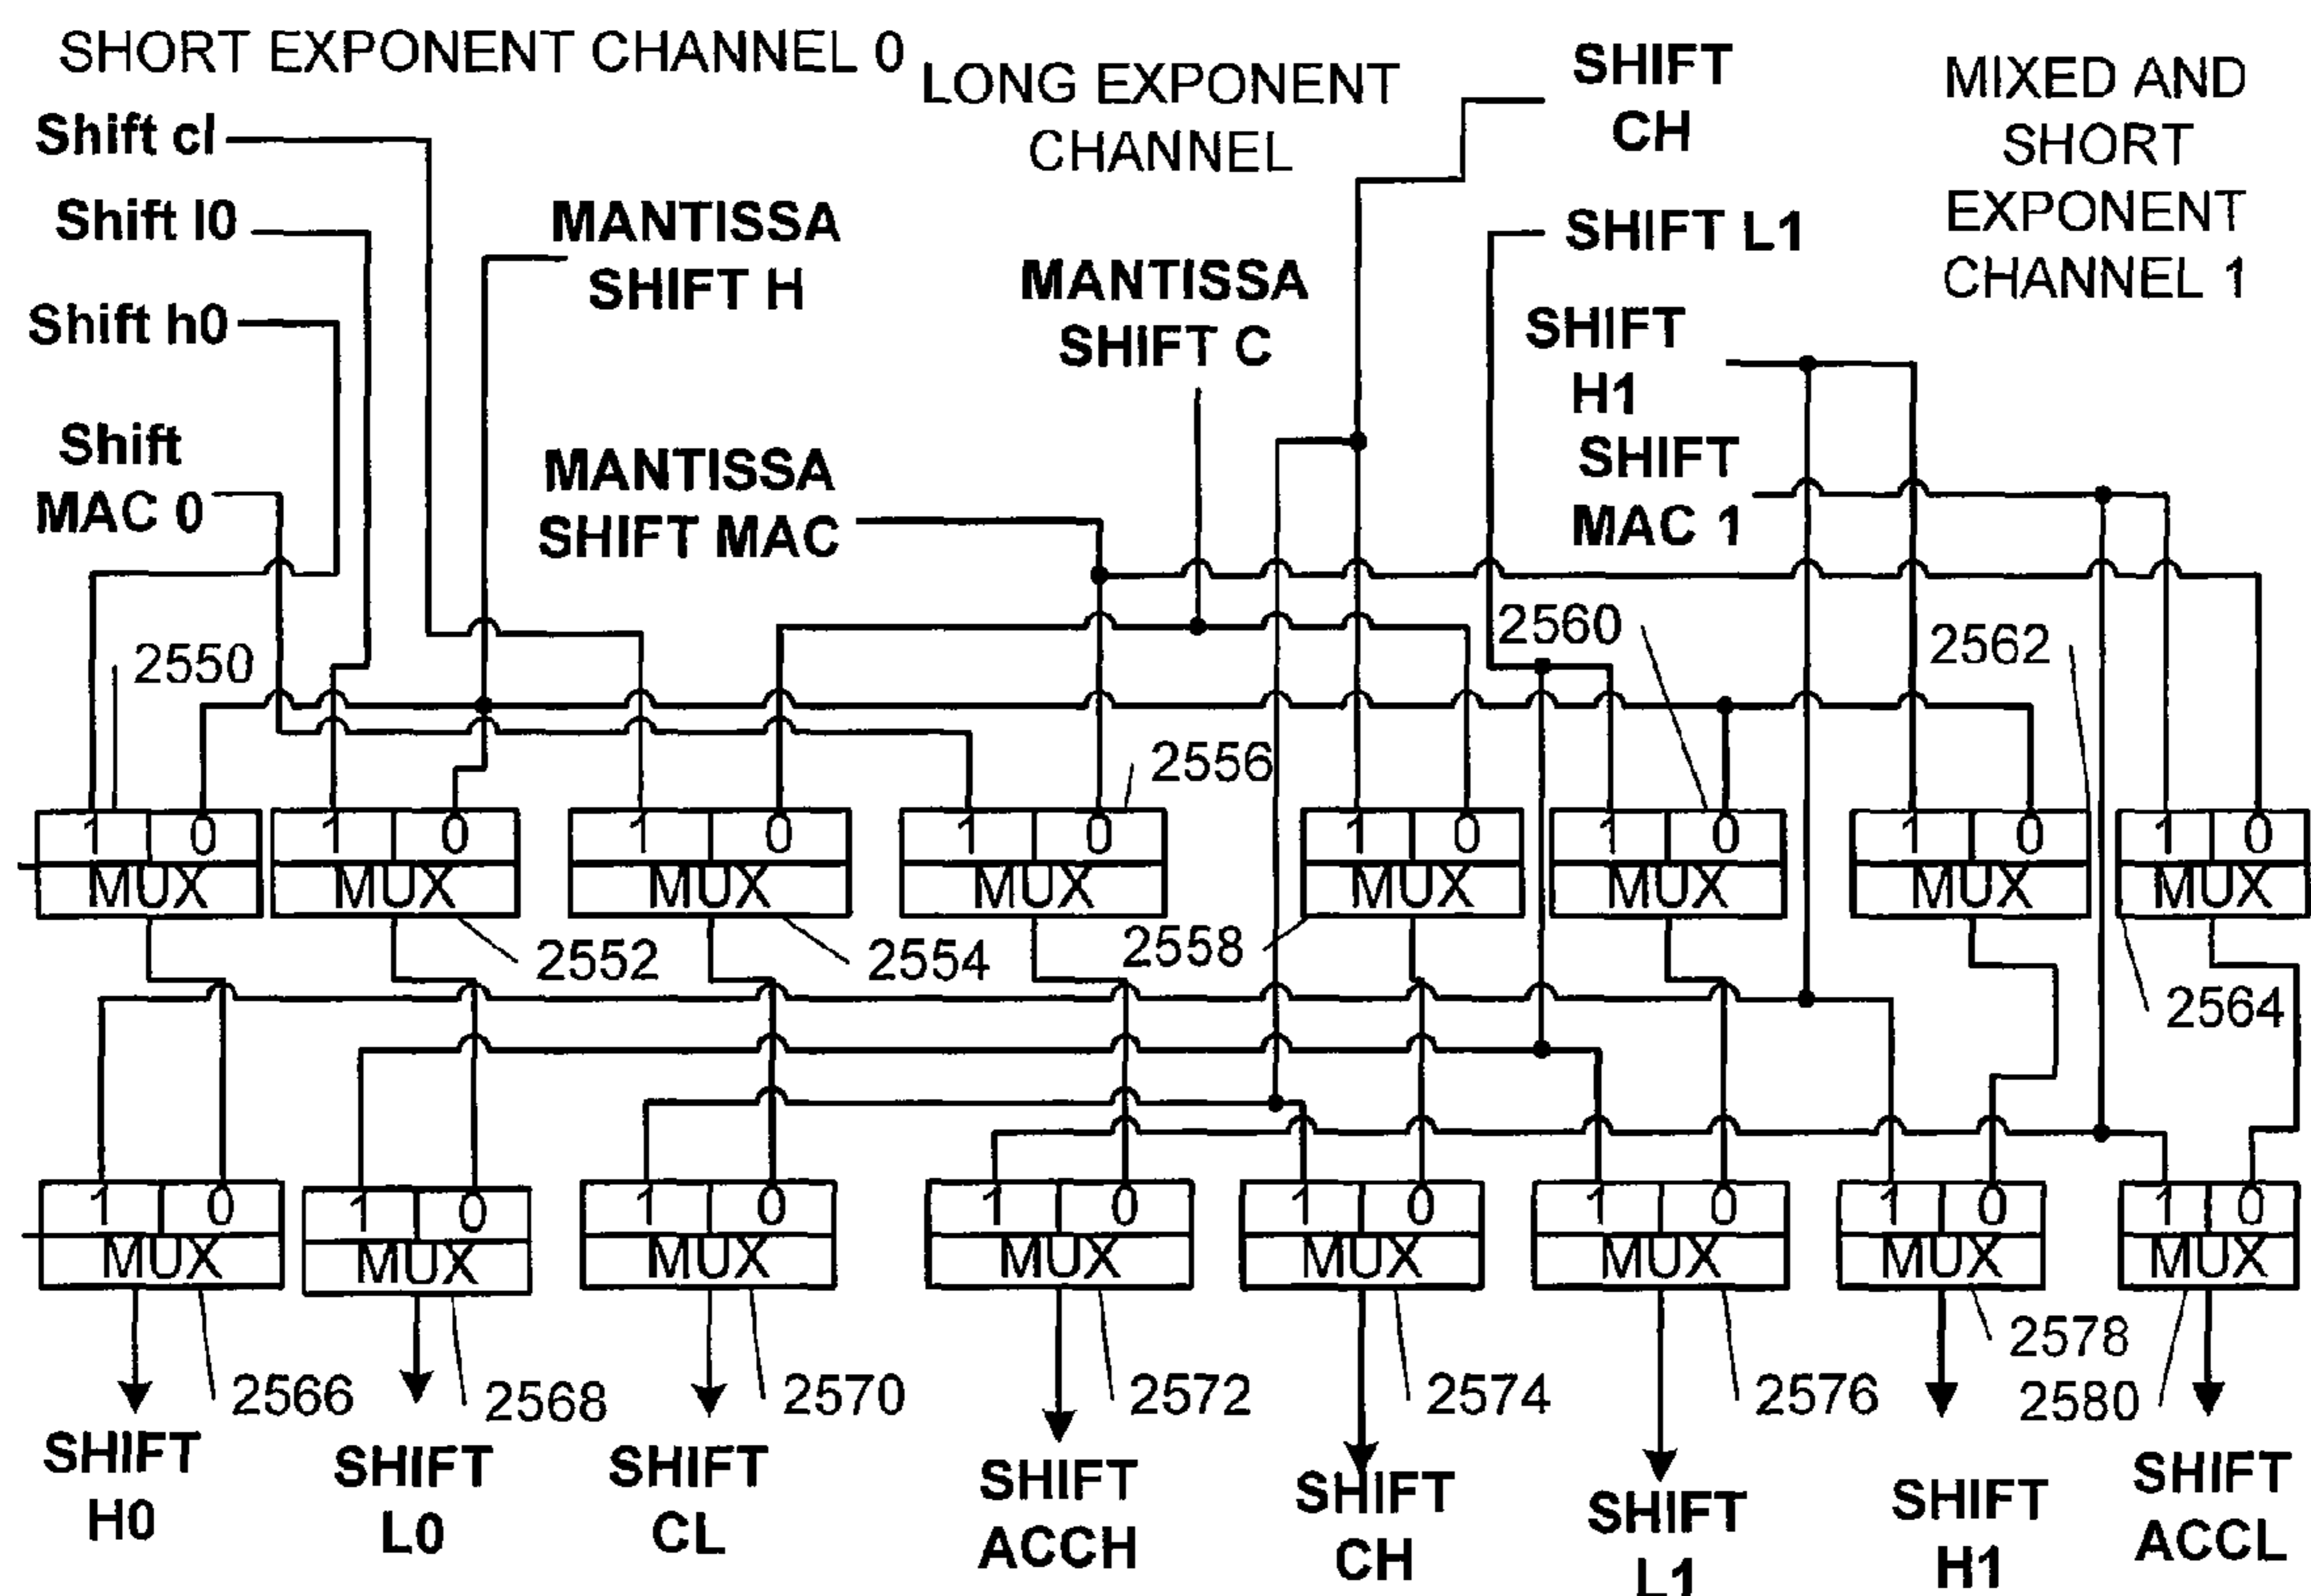 SHORT EXPONENT CHANNEL 0
LONG EXPONENT
CHANNEL
SHIFT
CH
MIXED AND
SHORT
EXPONENT
CHANNEL 1
Shift cl
Shift l0
Shift h0
Shift
MAC 0
MANTISSA
SHIFT H
MANTISSA
SHIFT MAC
MANTISSA
SHIFT C
SHIFT L1
SHIFT
H1
SHIFT
MAC 1
2550
2556
2560
2562
1 0
MUX
1 0
MUX
1 0
MUX
1 0
MUX
1 0
MUX
1 0
MUX
1 0
MUX
1 0
MUX
2552
2554
2558
2564
1 0
MUX
1 0
MUX
1 0
MUX
1 0
MUX
1 0
MUX
1 0
MUX
1 0
MUX
1 0
MUX
2566
2568
2570
2572
2574
2576
2578
2580
SHIFT
H0
SHIFT
L0
SHIFT
CL
SHIFT
ACCH
SHIFT
CH
SHIFT
L1
SHIFT
H1
SHIFT
ACCL